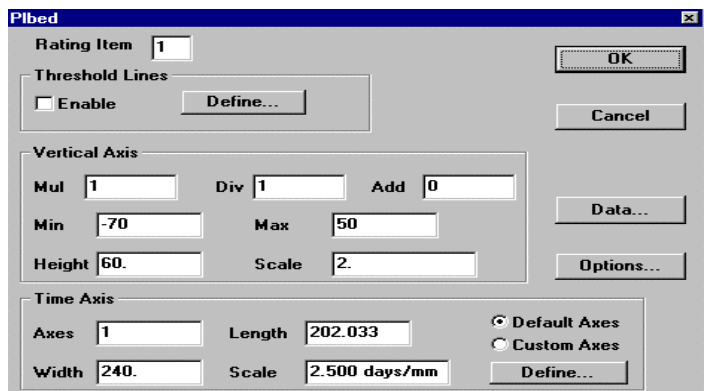 Plbed
Rating Item 1
OK
Threshold Lines
Enable Define...
Cancel
Vertical Axis
Mul 1 Div 1 Add 0
Data...
Min -70 Max 50
Height 60. Scale 2.
Options...
Time Axis
Axes 1 Length 202.033
Default Axes
Custom Axes
Width 240. Scale 2.500 days/mm
Define...